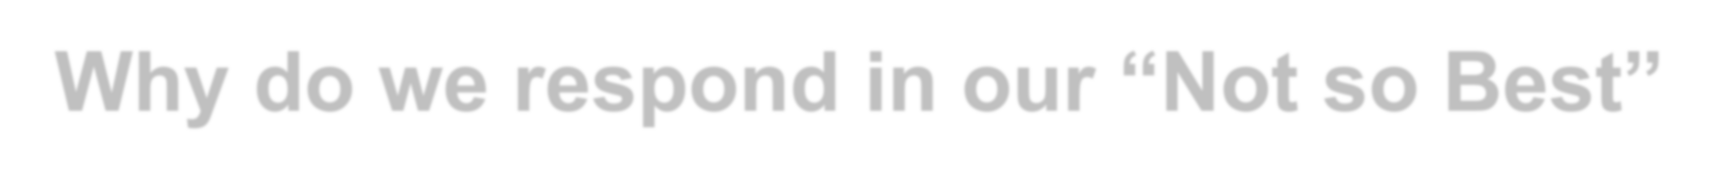 Why do we respond in our “Not so Best”